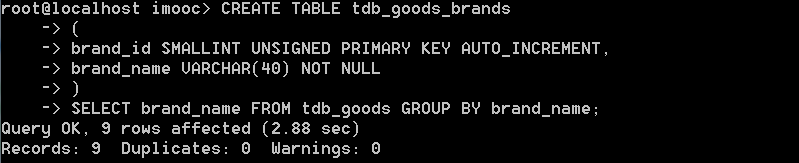 root@localhost imooc> CREATE TABLE tdb_goods_brands
-> (
-> brand_id SMALLINT UNSIGNED PRIMARY KEY AUTO_INCREMENT,
-> brand_name VARCHAR(40) NOT NULL
-> )
-> SELECT brand_name FROM tdb_goods GROUP BY brand_name;
Query OK, 9 rows affected (2.88 sec)
Records: 9  Duplicates: 0  Warnings: 0